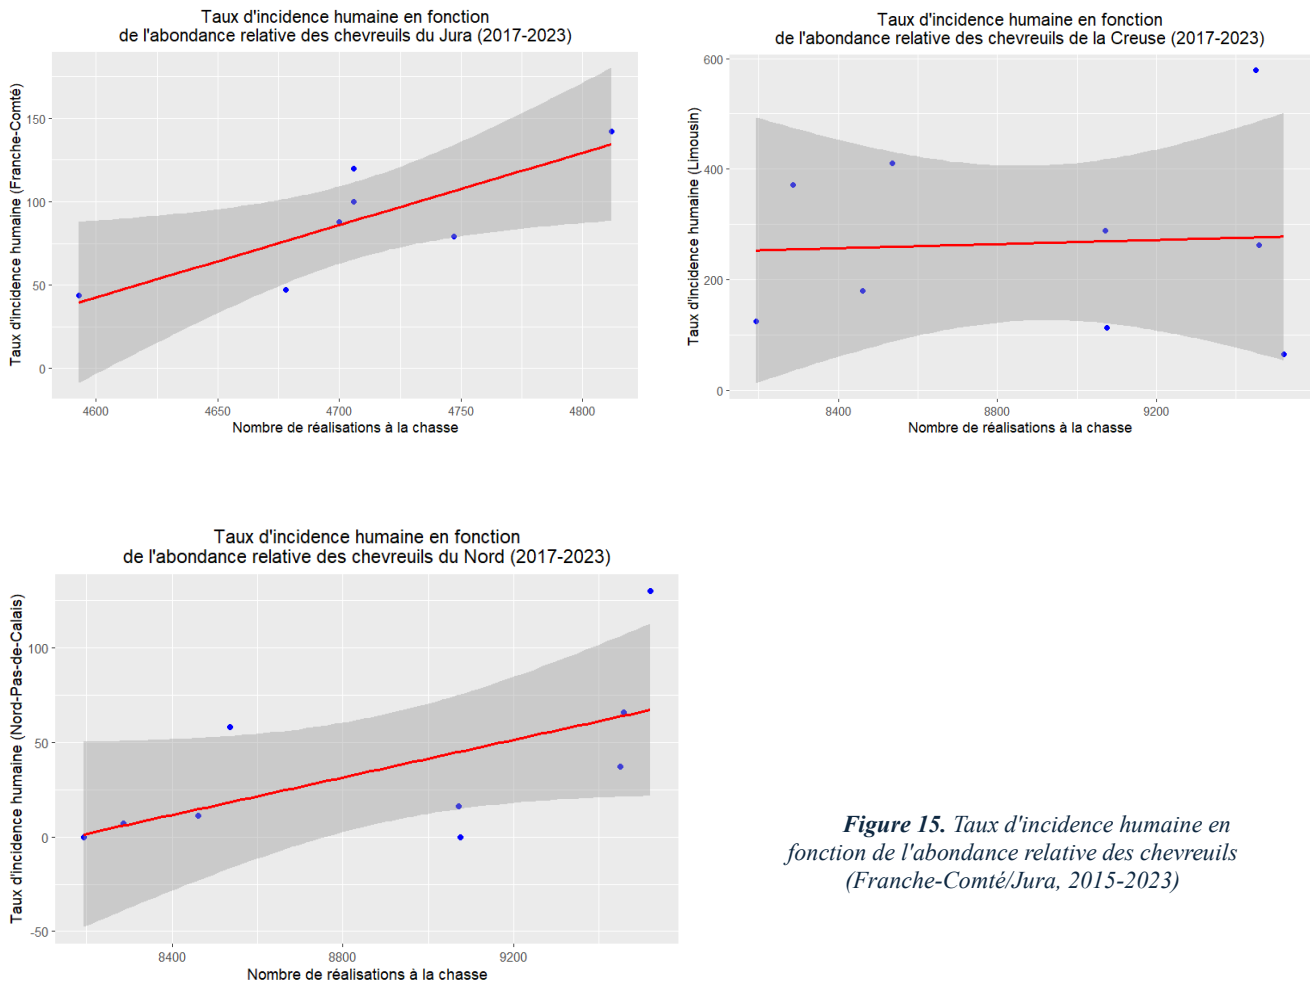 Taux d'incidence humaine en fonction
de l'abondance relative des chevreuils du Jura (2017-2023)
Taux d'incidence humaine (Franche-Comté)
150
100
50
0
4600 4650 4700 4750 4800
Nombre de réalisations à la chasse
Taux d'incidence humaine en fonction
de l'abondance relative des chevreuils de la Creuse (2017-2023)
Taux d'incidence humaine (Limousin)
600
400
200
0
8400 8800 9200
Nombre de réalisations à la chasse
Taux d'incidence humaine en fonction
de l'abondance relative des chevreuils du Nord (2017-2023)
Taux d'incidence humaine (Nord-Pas-de-Calais)
100
50
0
-50
8400 8800 9200
Nombre de réalisations à la chasse
Figure 15. Taux d'incidence humaine en
fonction de l'abondance relative des chevreuils
(Franche-Comté/Jura, 2015-2023)